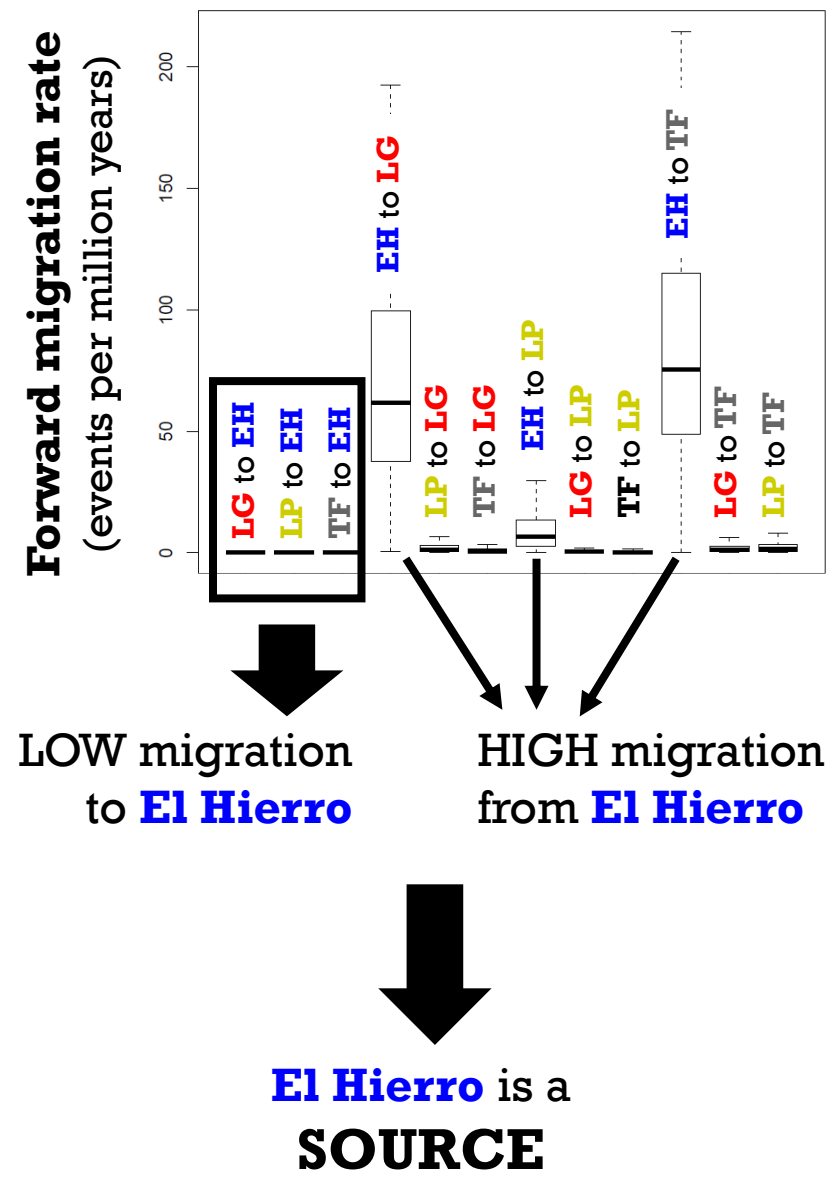 Forward migration rate
(events per million years)
200
150
100
50
0
LG to EH
LP to EH
TF to EH
EH to LG
LP to LG
TF to LG
EH to LP
LG to LP
TF to LP
EH to TF
LG to TF
LP to TF
LOW migration
to El Hierro
HIGH migration
from El Hierro
El Hierro is a
SOURCE